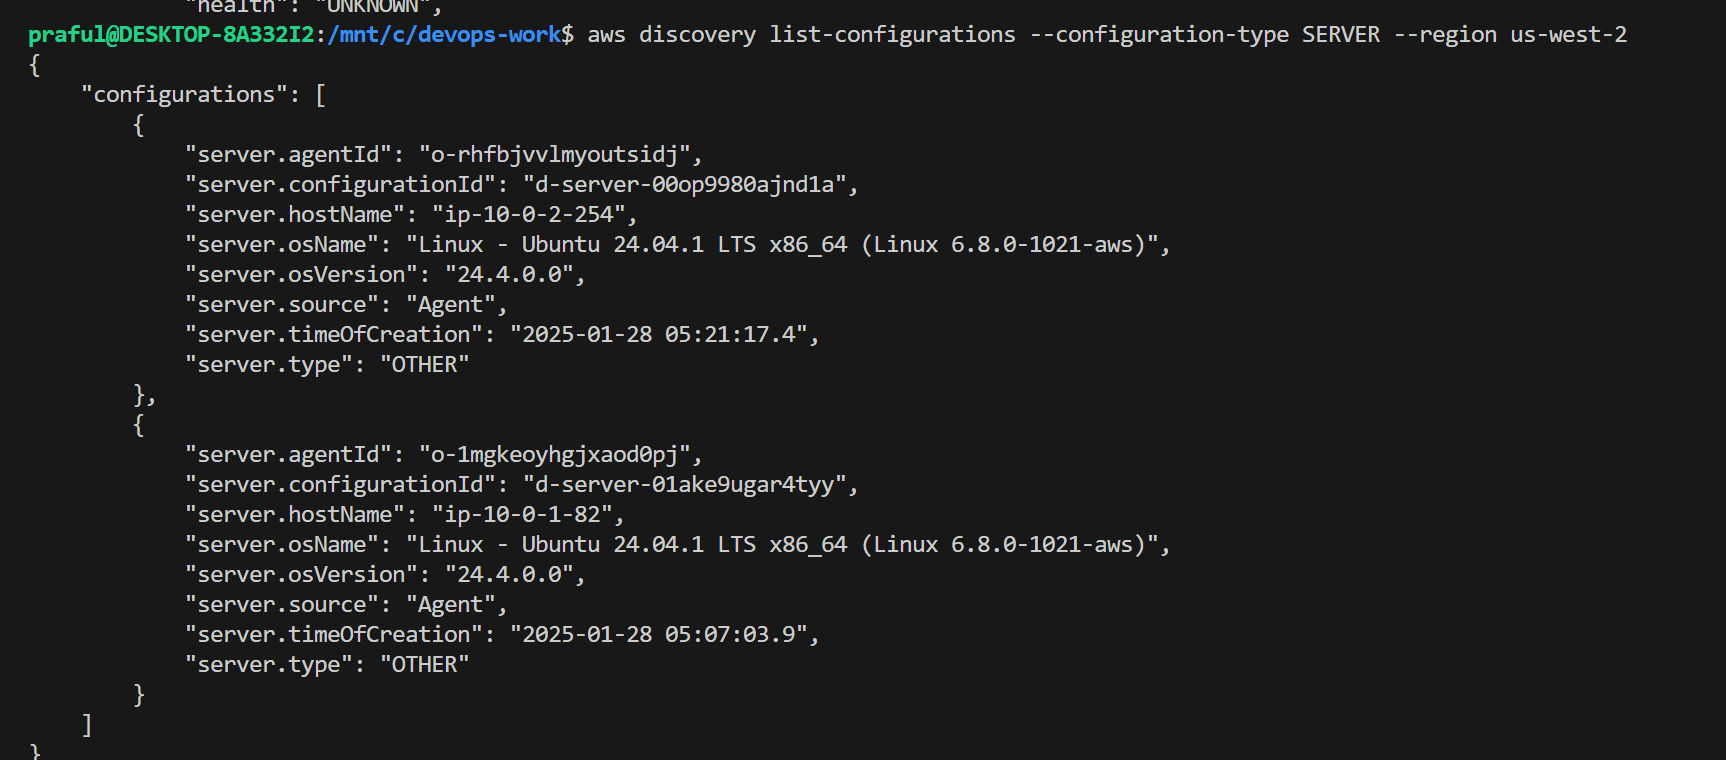 "health": "UNKNOWN",
praful@DESKTOP-8A332I2:/mnt/c/devops-work$ aws discovery list-configurations --configuration-type SERVER --region us-west-2
{
    "configurations": [
        {
            "server.agentId": "o-rhfbjvvlmyoutsidj",
            "server.configurationId": "d-server-00op9980ajnd1a",
            "server.hostName": "ip-10-0-2-254",
            "server.osName": "Linux - Ubuntu 24.04.1 LTS x86_64 (Linux 6.8.0-1021-aws)",
            "server.osVersion": "24.4.0.0",
            "server.source": "Agent",
            "server.timeOfCreation": "2025-01-28 05:21:17.4",
            "server.type": "OTHER"
        },
        {
            "server.agentId": "o-1mgkeoyhgjxaod0pj",
            "server.configurationId": "d-server-01ake9ugar4tyy",
            "server.hostName": "ip-10-0-1-82",
            "server.osName": "Linux - Ubuntu 24.04.1 LTS x86_64 (Linux 6.8.0-1021-aws)",
            "server.osVersion": "24.4.0.0",
            "server.source": "Agent",
            "server.timeOfCreation": "2025-01-28 05:07:03.9",
            "server.type": "OTHER"
        }
    ]
}